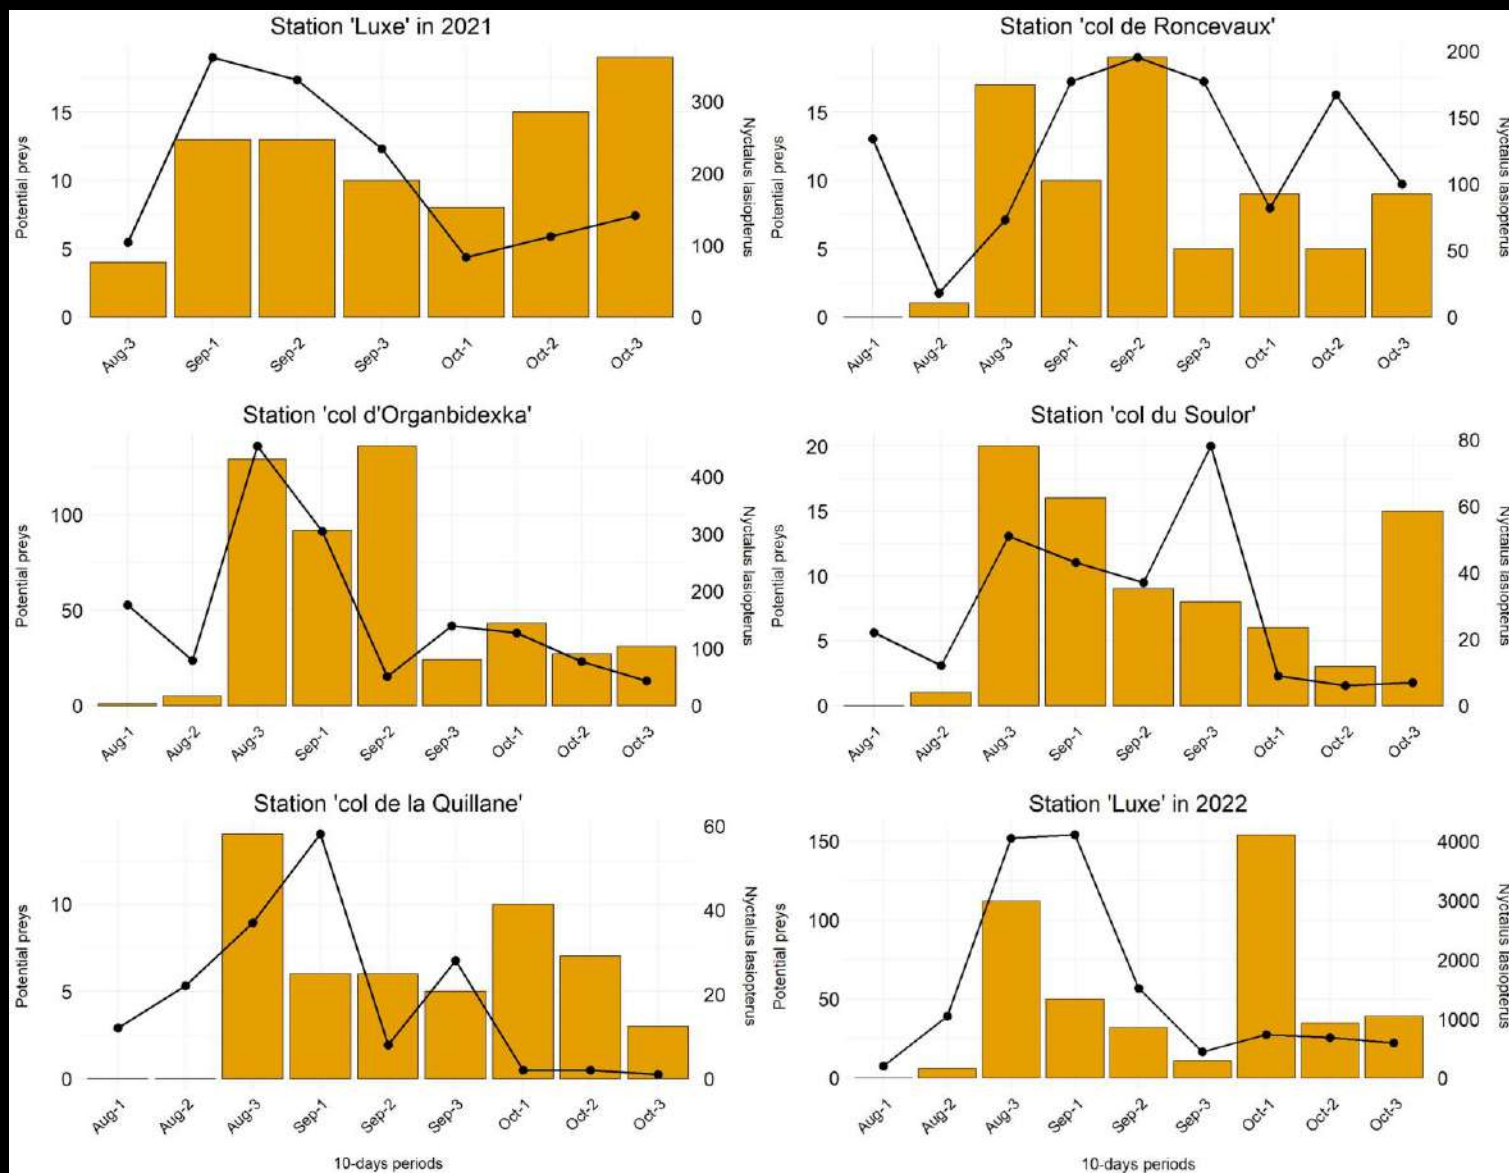 Station 'Luxe' in 2021
Potential preys
0
5
10
15
Nyctalus lasiopterus
0
100
200
300
Aug-3
Sep-1
Sep-2
Sep-3
Oct-1
Oct-2
Oct-3
Station 'col de Roncevaux'
Potential preys
0
5
10
15
Nyctalus lasiopterus
0
50
100
150
200
Aug-1
Aug-2
Aug-3
Sep-1
Sep-2
Sep-3
Oct-1
Oct-2
Oct-3
Station 'col d'Organbidexka'
Potential preys
0
50
100
Nyctalus lasiopterus
0
100
200
300
400
Aug-1
Aug-2
Aug-3
Sep-1
Sep-2
Sep-3
Oct-1
Oct-2
Oct-3
Station 'col du Soulor'
Potential preys
0
5
10
15
20
Nyctalus lasiopterus
0
20
40
60
80
Aug-1
Aug-2
Aug-3
Sep-1
Sep-2
Sep-3
Oct-1
Oct-2
Oct-3
Station 'col de la Quillane'
Potential preys
0
5
10
Nyctalus lasiopterus
0
20
40
60
Aug-1
Aug-2
Aug-3
Sep-1
Sep-2
Sep-3
Oct-1
Oct-2
Oct-3
10-days periods
Station 'Luxe' in 2022
Potential preys
0
50
100
150
Nyctalus lasiopterus
0
1000
2000
3000
4000
Aug-1
Aug-2
Aug-3
Sep-1
Sep-2
Sep-3
Oct-1
Oct-2
Oct-3
10-days periods